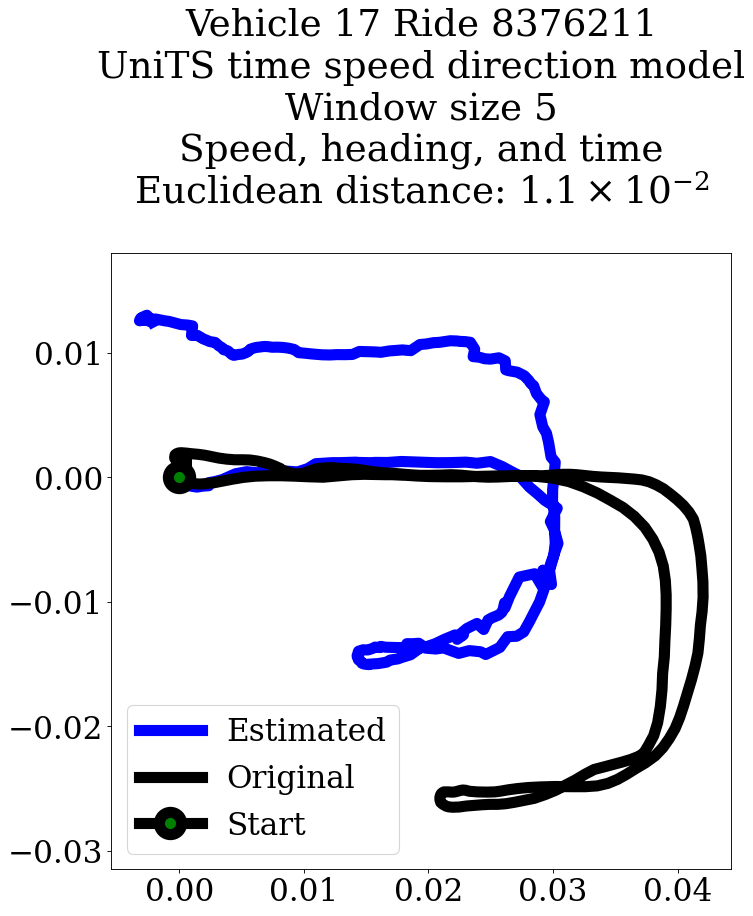 Vehicle 17 Ride 8376211
UniTS time speed direction model
Window size 5
Speed, heading, and time
Euclidean distance: 1.1 × 10⁻²
0.01
0.00
−0.01
−0.02
−0.03
Estimated
Original
Start
0.00 0.01 0.02 0.03 0.04